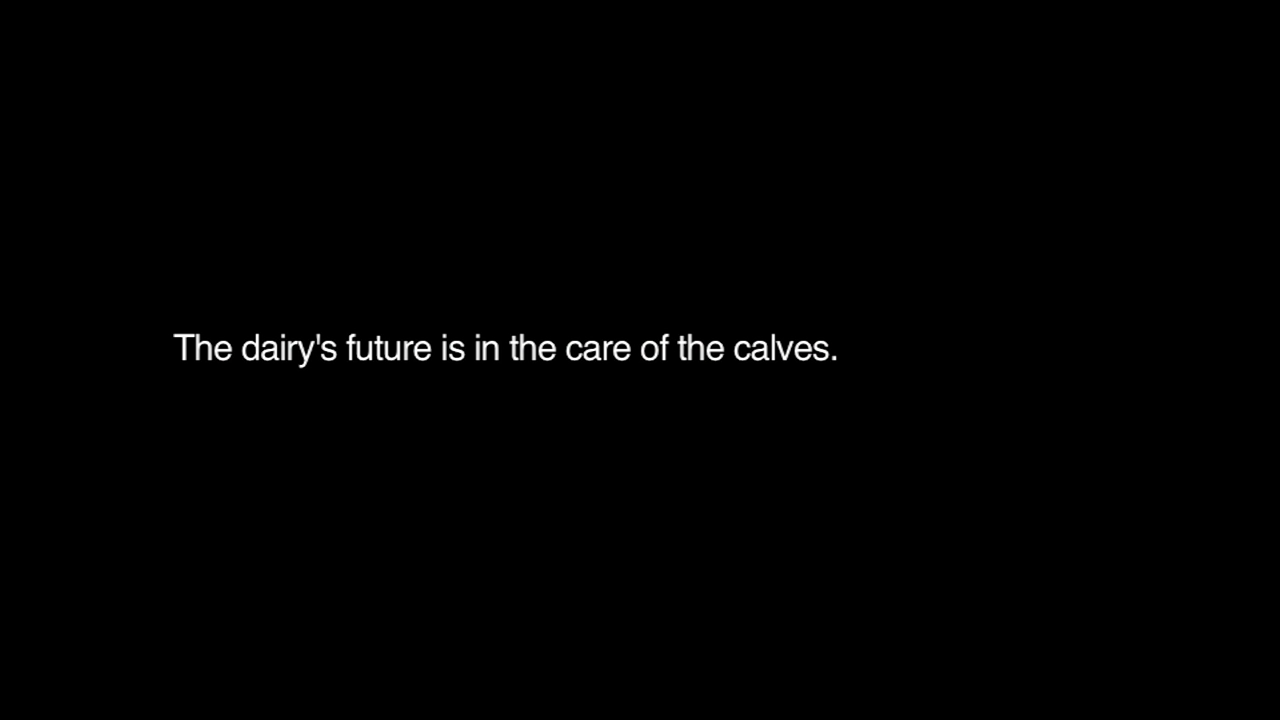 The dairy's future is in the care of the calves.